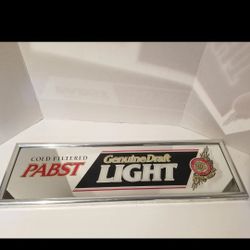 COLD FILTERED
PABST
Genuine Draft
LIGHT